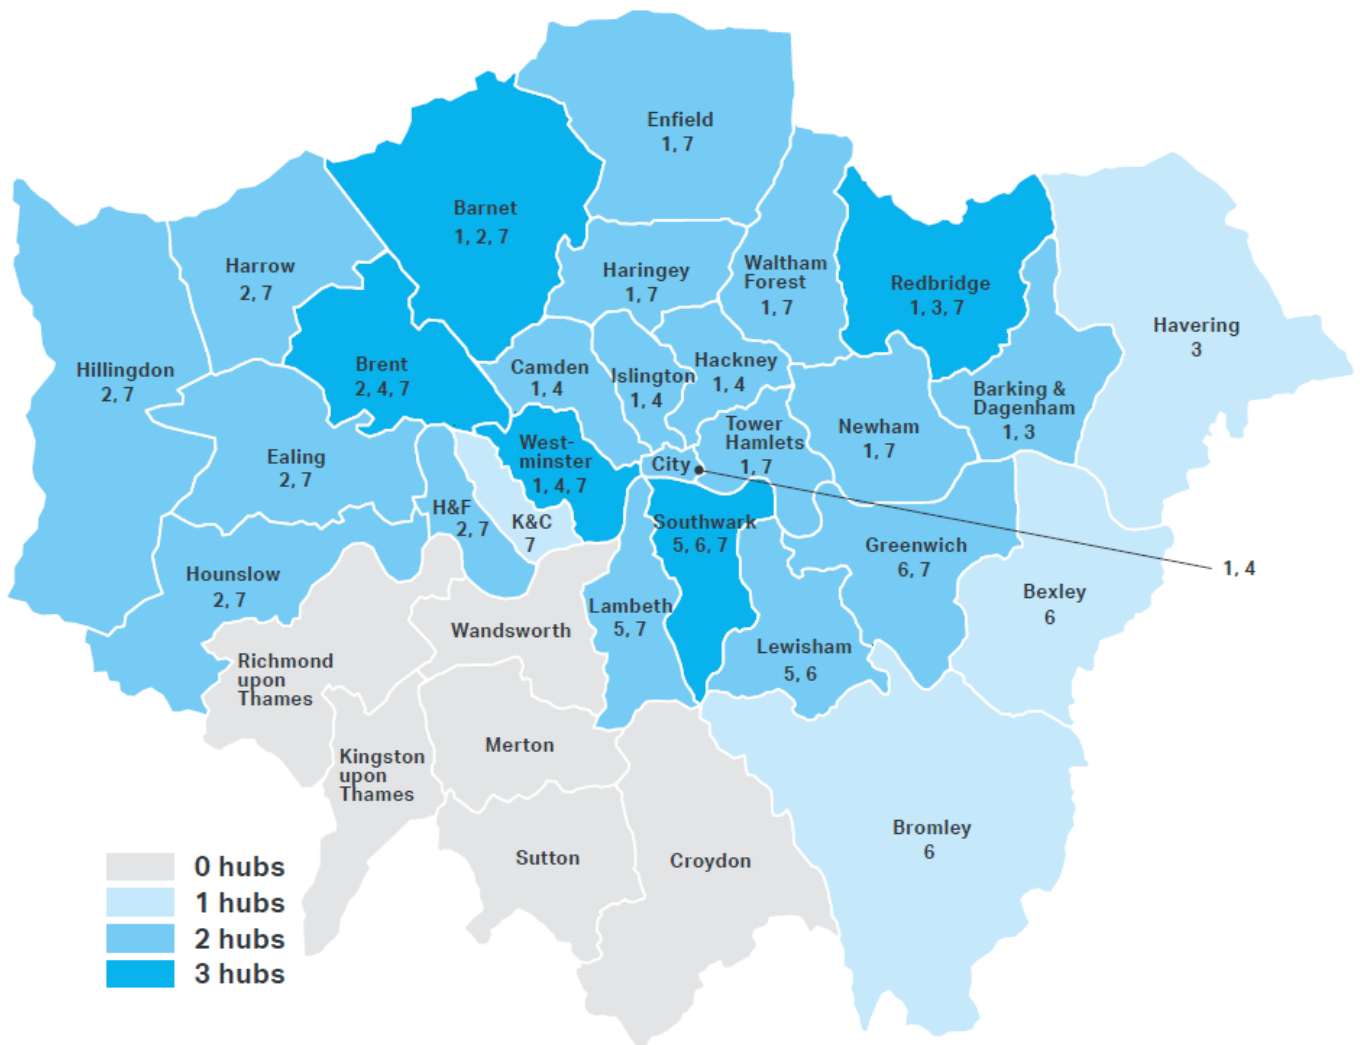 Enfield
1, 7
Barnet
1, 2, 7
Harrow
2, 7
Haringey
1, 7
Waltham
Forest
1, 7
Redbridge
1, 3, 7
Havering
3
Hillingdon
2, 7
Brent
2, 4, 7
Camden
1, 4
Islington
1, 4
Hackney
1, 4
Barking &
Dagenham
1, 3
Ealing
2, 7
West-
minster
1, 4, 7
City
Tower
Hamlets
1, 7
Newham
1, 7
H&F
2, 7
K&C
7
Southwark
5, 6, 7
Greenwich
6, 7
1, 4
Hounslow
2, 7
Bexley
6
Lambeth
5, 7
Wandsworth
Lewisham
5, 6
Richmond
upon
Thames
Kingston
upon
Thames
Merton
Sutton
Croydon
Bromley
6
0 hubs
1 hubs
2 hubs
3 hubs